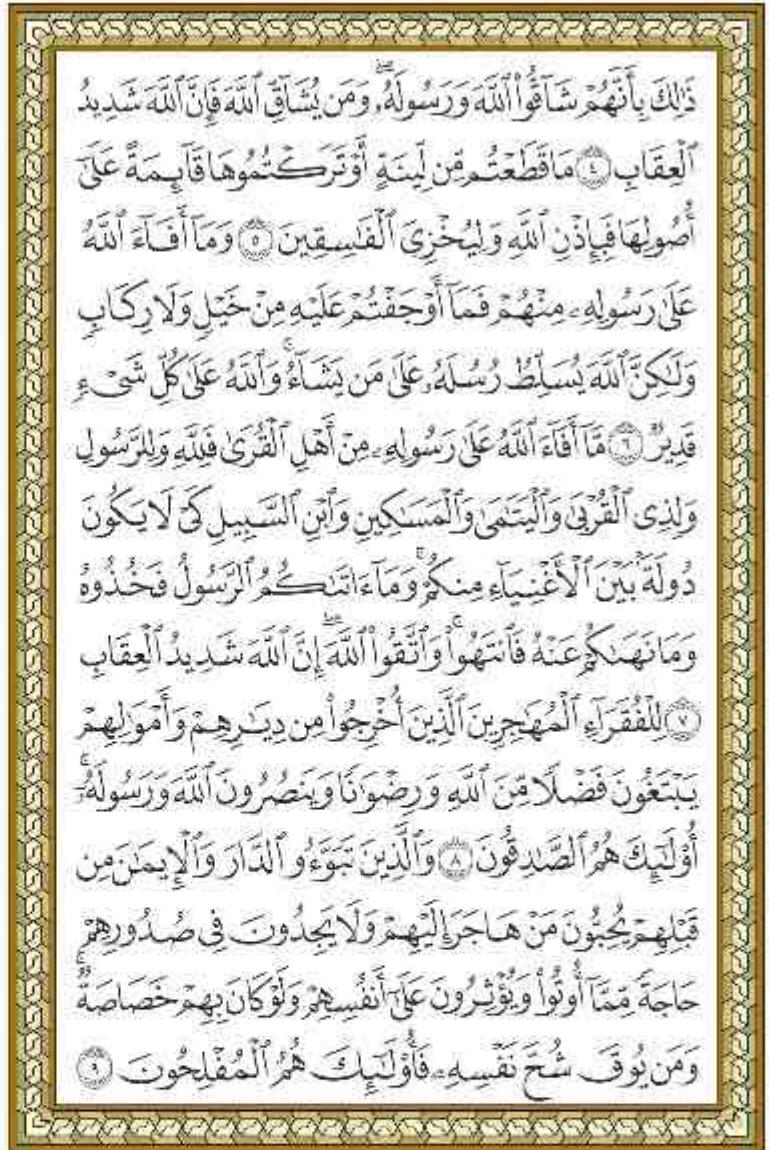 ذَٰلِكَ بِأَنَّهُمْ شَآقُّوا۟ ٱللَّهَ وَرَسُولَهُۥ ۖ وَمَن يُشَآقِّ ٱللَّهَ فَإِنَّ ٱللَّهَ شَدِيدُ
ٱلْعِقَابِ ٤ مَا قَطَعْتُم مِّن لِّينَةٍ أَوْ تَرَكْتُمُوهَا قَآئِمَةً عَلَىٰٓ
أُصُولِهَا فَبِإِذْنِ ٱللَّهِ وَلِيُخْزِىَ ٱلْفَـٰسِقِينَ ٥ وَمَآ أَفَآءَ ٱللَّهُ
عَلَىٰ رَسُولِهِۦ مِنْهُمْ فَمَآ أَوْجَفْتُمْ عَلَيْهِ مِنْ خَيْلٍ وَلَا رِكَابٍ
وَلَـٰكِنَّ ٱللَّهَ يُسَلِّطُ رُسُلَهُۥ عَلَىٰ مَن يَشَآءُ ۚ وَٱللَّهُ عَلَىٰ كُلِّ شَىْءٍ
قَدِيرٌ ٦ مَّآ أَفَآءَ ٱللَّهُ عَلَىٰ رَسُولِهِۦ مِنْ أَهْلِ ٱلْقُرَىٰ فَلِلَّهِ وَلِلرَّسُولِ
وَلِذِى ٱلْقُرْبَىٰ وَٱلْيَتَـٰمَىٰ وَٱلْمَسَـٰكِينِ وَٱبْنِ ٱلسَّبِيلِ كَىْ لَا يَكُونَ
دُولَةًۢ بَيْنَ ٱلْأَغْنِيَآءِ مِنكُمْ ۚ وَمَآ ءَاتَىٰكُمُ ٱلرَّسُولُ فَخُذُوهُ
وَمَا نَهَىٰكُمْ عَنْهُ فَٱنتَهُوا۟ ۚ وَٱتَّقُوا۟ ٱللَّهَ ۖ إِنَّ ٱللَّهَ شَدِيدُ ٱلْعِقَابِ
٧ لِلْفُقَرَآءِ ٱلْمُهَـٰجِرِينَ ٱلَّذِينَ أُخْرِجُوا۟ مِن دِيَـٰرِهِمْ وَأَمْوَٰلِهِمْ
يَبْتَغُونَ فَضْلًا مِّنَ ٱللَّهِ وَرِضْوَٰنًا وَيَنصُرُونَ ٱللَّهَ وَرَسُولَهُۥٓ ۚ
أُو۟لَـٰٓئِكَ هُمُ ٱلصَّـٰدِقُونَ ٨ وَٱلَّذِينَ تَبَوَّءُو ٱلدَّارَ وَٱلْإِيمَـٰنَ مِن
قَبْلِهِمْ يُحِبُّونَ مَنْ هَاجَرَ إِلَيْهِمْ وَلَا يَجِدُونَ فِى صُدُورِهِمْ
حَاجَةً مِّمَّآ أُوتُوا۟ وَيُؤْثِرُونَ عَلَىٰٓ أَنفُسِهِمْ وَلَوْ كَانَ بِهِمْ خَصَاصَةٌ ۚ
وَمَن يُوقَ شُحَّ نَفْسِهِۦ فَأُو۟لَـٰٓئِكَ هُمُ ٱلْمُفْلِحُونَ ٩